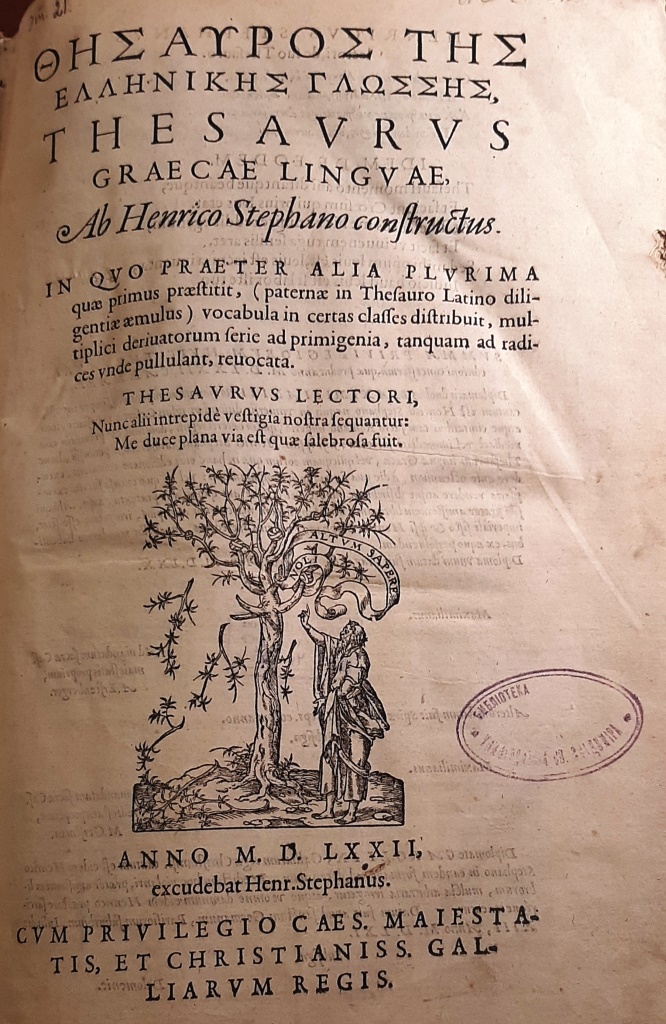 ΘΗΣΑΥΡΟΣ ΤΗΣ
ΕΛΛΗΝΙΚΗΣ ΓΛΩΣΣΗΣ,
THESAVRVS
GRAECAE LINGVAE,
Ab Henrico Stephano constructus.
IN QVO PRAETER ALIA PLVRIMA
quæ primus præstitit, (paternæ in Thesauro Latino dili-
gentiæ æmulus) vocabula in certas classes distribuit, mul-
tiplici deriuatorum serie ad primigenia, tanquam ad radi-
ces vnde pullulant, reuocata.
THESAVRVS LECTORI,
Nunc alii intrepidè vestigia nostra sequantur:
Me duce plana via est quæ salebrosa fuit.
NOLI ALTVM SAPERE
BIBLIOTEKA
ANNO M. D. LXXII,
excudebat Henr. Stephanus.
CVM PRIVILEGIO CAES. MAIESTA-
TIS, ET CHRISTIANISS. GAL-
LIARVM REGIS.